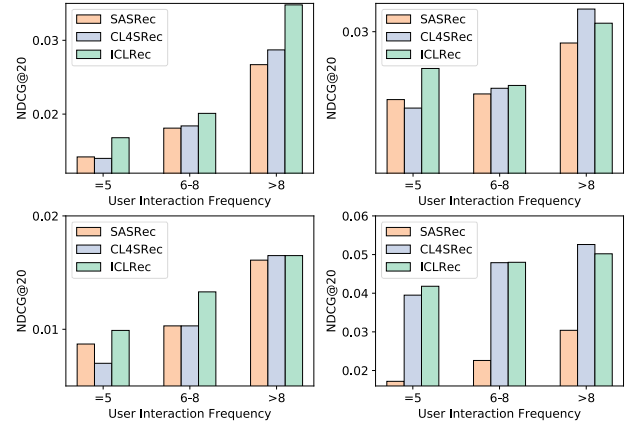 NDCG@20
0.03
0.02
SASRec
CL4SRec
ICLRec
=5
6-8
>8
User Interaction Frequency
NDCG@20
0.03
SASRec
CL4SRec
ICLRec
=5
6-8
>8
User Interaction Frequency
NDCG@20
0.02
0.01
SASRec
CL4SRec
ICLRec
=5
6-8
>8
User Interaction Frequency
NDCG@20
0.06
0.05
0.04
0.03
0.02
SASRec
CL4SRec
ICLRec
=5
6-8
>8
User Interaction Frequency